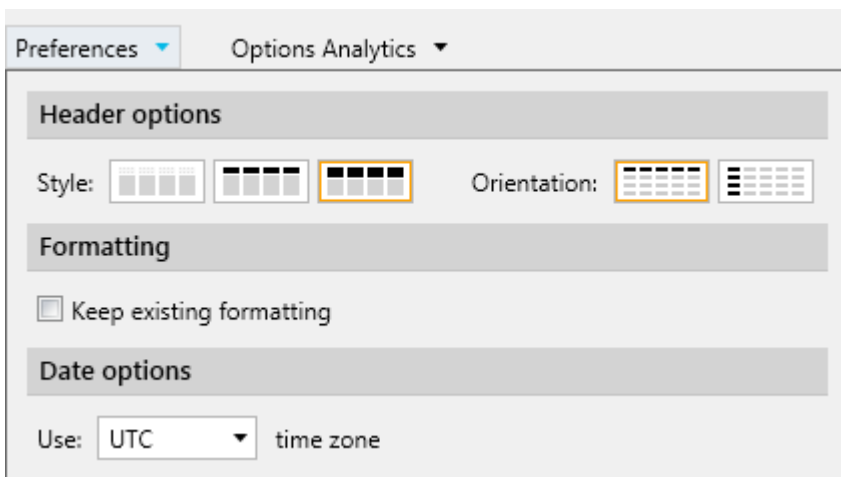 Preferences Options Analytics
Header options
Style: Orientation:
Formatting
Keep existing formatting
Date options
Use: UTC time zone